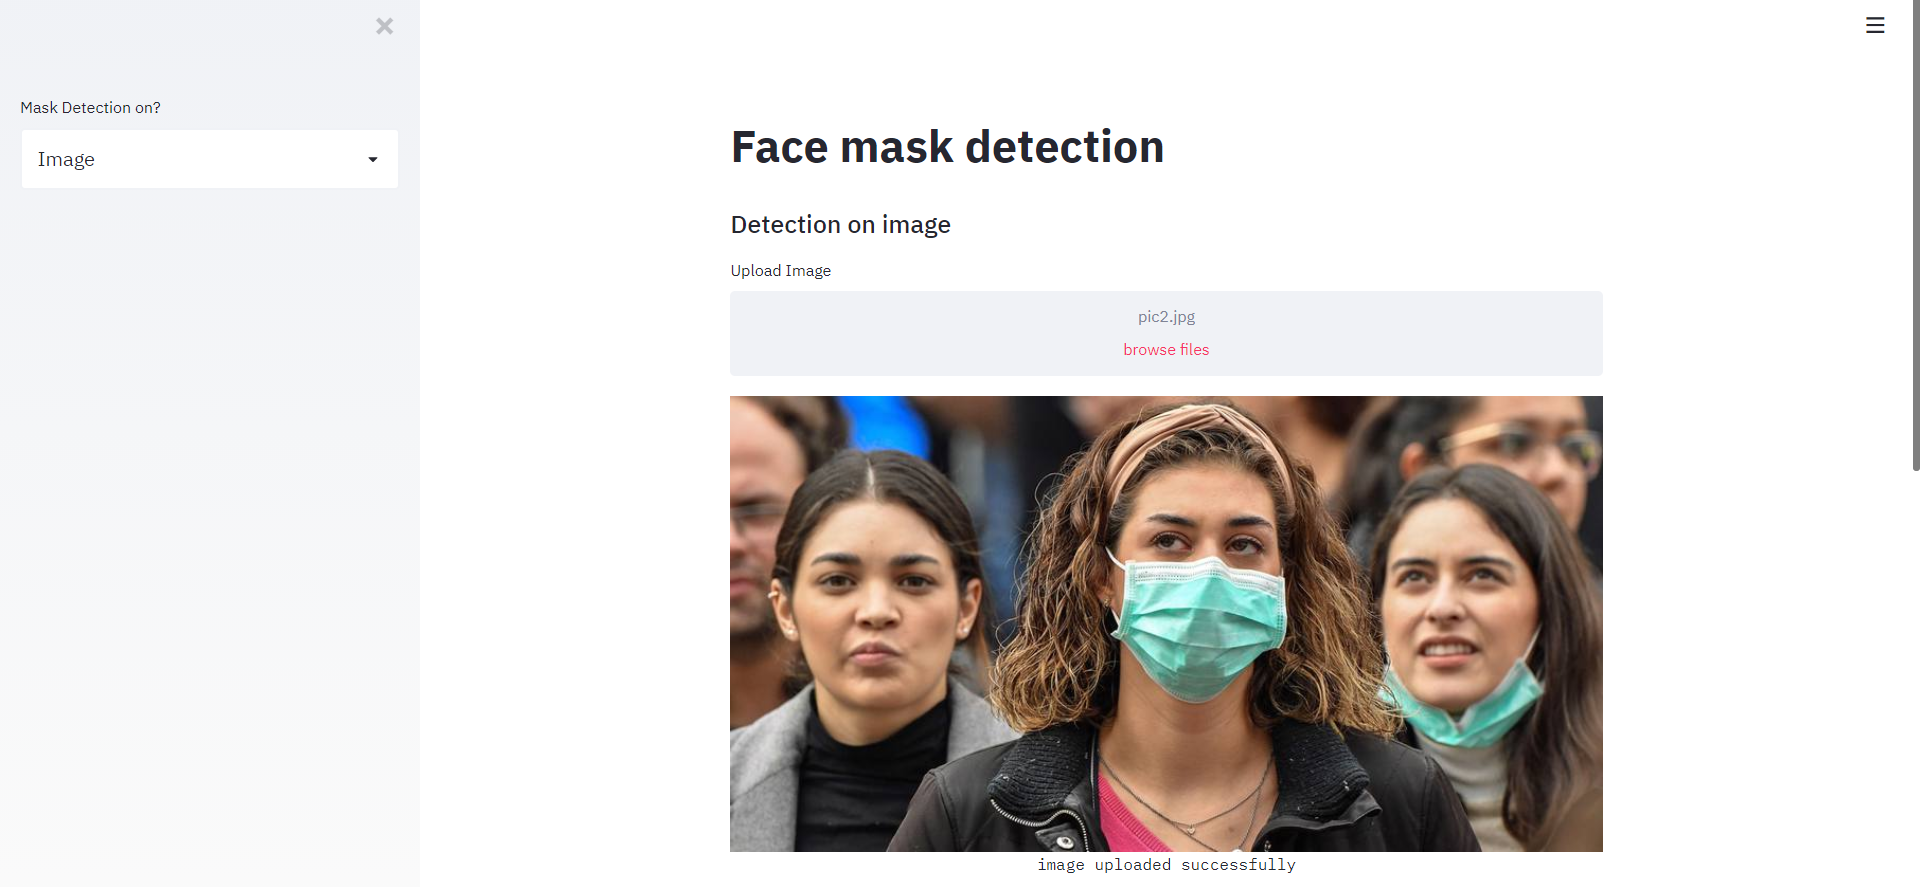 Mask Detection on?
Image
Face mask detection
Detection on image
Upload Image
pic2.jpg
browse files
image uploaded successfully